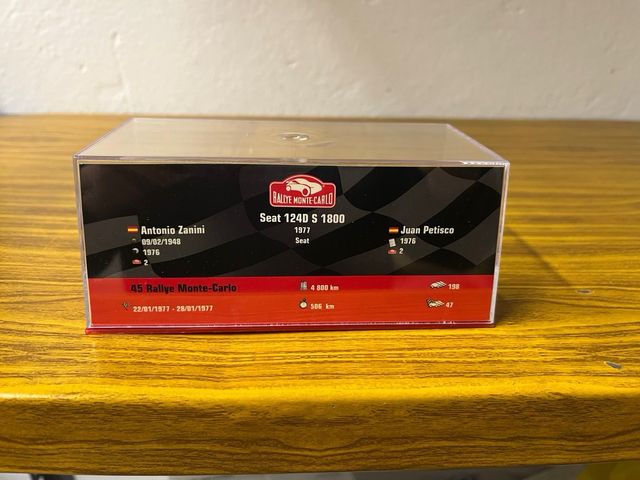 RALLYE MONTE-CARLO
Seat 124D S 1800
1977
Seat
Antonio Zanini
09/02/1948
1976
2
Juan Petisco
1976
2
45 Rallye Monte-Carlo
22/01/1977 - 28/01/1977
4 800 km
506 km
198
47